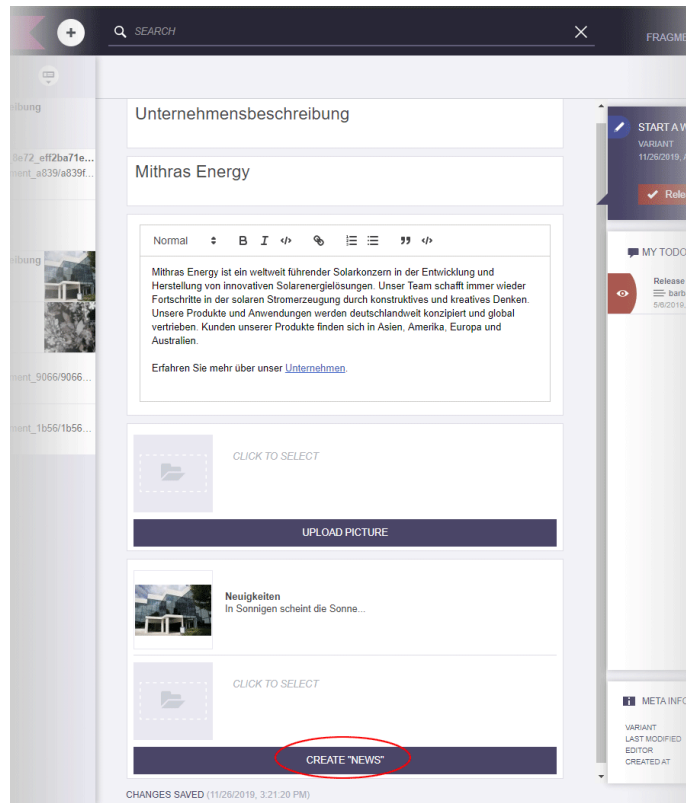 SEARCH
FRAGME
Unternehmensbeschreibung
Mithras Energy
Normal
Mithras Energy ist ein weltweit führender Solarkonzern in der Entwicklung und
Herstellung von innovativen Solarenergielösungen. Unser Team schafft immer wieder
Fortschritte in der solaren Stromerzeugung durch konstruktives und kreatives Denken.
Unsere Produkte und Anwendungen werden deutschlandweit konzipiert und global
vertrieben. Kunden unserer Produkte finden sich in Asien, Amerika, Europa und
Australien.
Erfahren Sie mehr über unser Unternehmen.
CLICK TO SELECT
UPLOAD PICTURE
Neuigkeiten
In Sonnigen scheint die Sonne...
CLICK TO SELECT
CREATE "NEWS"
CHANGES SAVED (11/26/2019, 3:21:20 PM)
eibung
8e72_eff2ba71e...
ment_a839/a839f...
eibung
ment_9066/9066...
ment_1b56/1b56...
START A W
VARIANT
11/26/2019,
Rele
MY TODO
Release
barb
5/8/2019,
META INFO
VARIANT
LAST MODIFIED
EDITOR
CREATED AT